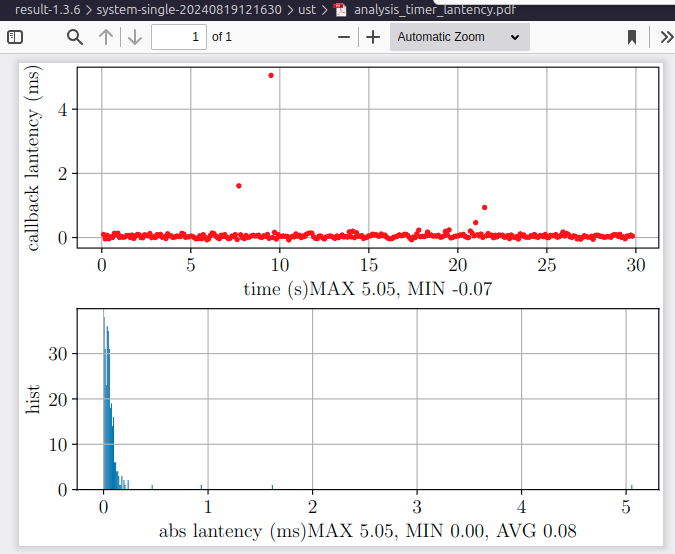 result-1.3.6 > system-single-20240819121630 > ust > analysis_timer_lantency.pdf
1 of 1 Automatic Zoom
callback lantency (ms)
4
2
0
0 5 10 15 20 25 30
time (s)MAX 5.05, MIN -0.07
hist
30
20
10
0
0 1 2 3 4 5
abs lantency (ms)MAX 5.05, MIN 0.00, AVG 0.08